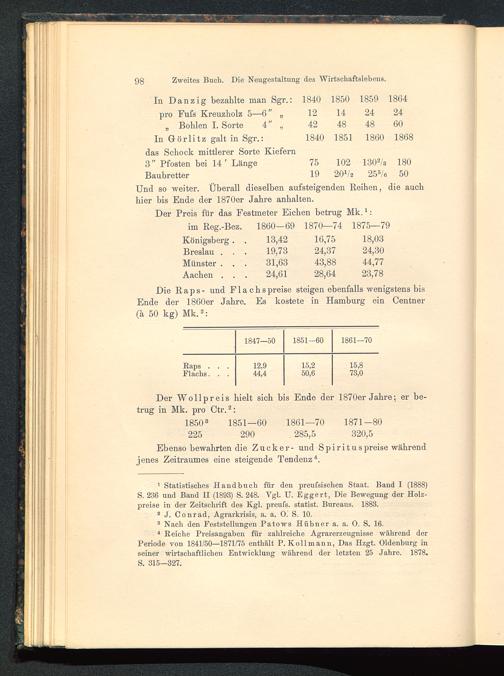 98 Zweites Buch. Die Neugestaltung des Wirtschaftslebens.
In Danzig bezahlte man Sgr.: 1840 1850 1859 1864
pro Fuſs Kreuzholz 5—6″ „ 12 14 24 24
„ Bohlen I. Sorte 4″ „ 42 48 48 60
In Görlitz galt in Sgr.: 1840 1851 1860 1868
das Schock mittlerer Sorte Kiefern
3″ Pfosten bei 14′ Länge 75 102 130²/₃ 180
Baubretter 19 20¹/₂ 25⁵/₆ 50
Und so weiter. Überall dieselben aufsteigenden Reihen, die auch
hier bis Ende der 1870er Jahre anhalten.
Der Preis für das Festmeter Eichen betrug Mk.¹:
im Reg.-Bez. 1860—69 1870—74 1875—79
Königsberg . . 13,42 16,75 18,03
Breslau . . . 19,73 24,37 24,30
Münster . . . 31,63 43,88 44,77
Aachen . . . 24,61 28,64 23,78
Die Raps- und Flachspreise steigen ebenfalls wenigstens bis
Ende der 1860er Jahre. Es kostete in Hamburg ein Centner
(à 50 kg) Mk.²:
1847—50 1851—60 1861—70
Raps . . . 12,9 15,2 15,8
Flachs. . . 44,4 50,6 73,0
Der Wollpreis hielt sich bis Ende der 1870er Jahre; er be-
trug in Mk. pro Ctr.²:
1850³ 1851—60 1861—70 1871—80
225 290 285,5 320,5
Ebenso bewahrten die Zucker- und Spirituspreise während
jenes Zeitraumes eine steigende Tendenz⁴.
¹ Statistisches Handbuch für den preuſsischen Staat. Band I (1888)
S. 236 und Band II (1893) S. 248. Vgl. U. Eggert, Die Bewegung der Holz-
preise in der Zeitschrift des Kgl. preuſs. statist. Bureaus. 1883.
² J. Conrad, Agrarkrisis, a. a. O. S. 10.
³ Nach den Feststellungen Patows Hübner a. a. O. S. 16.
⁴ Reiche Preisangaben für zahlreiche Agrarerzeugnisse während der
Periode von 1841/50—1871/75 enthält P. Kollmann, Das Hzgt. Oldenburg in
seiner wirtschaftlichen Entwicklung während der letzten 25 Jahre. 1878.
S. 315—327.